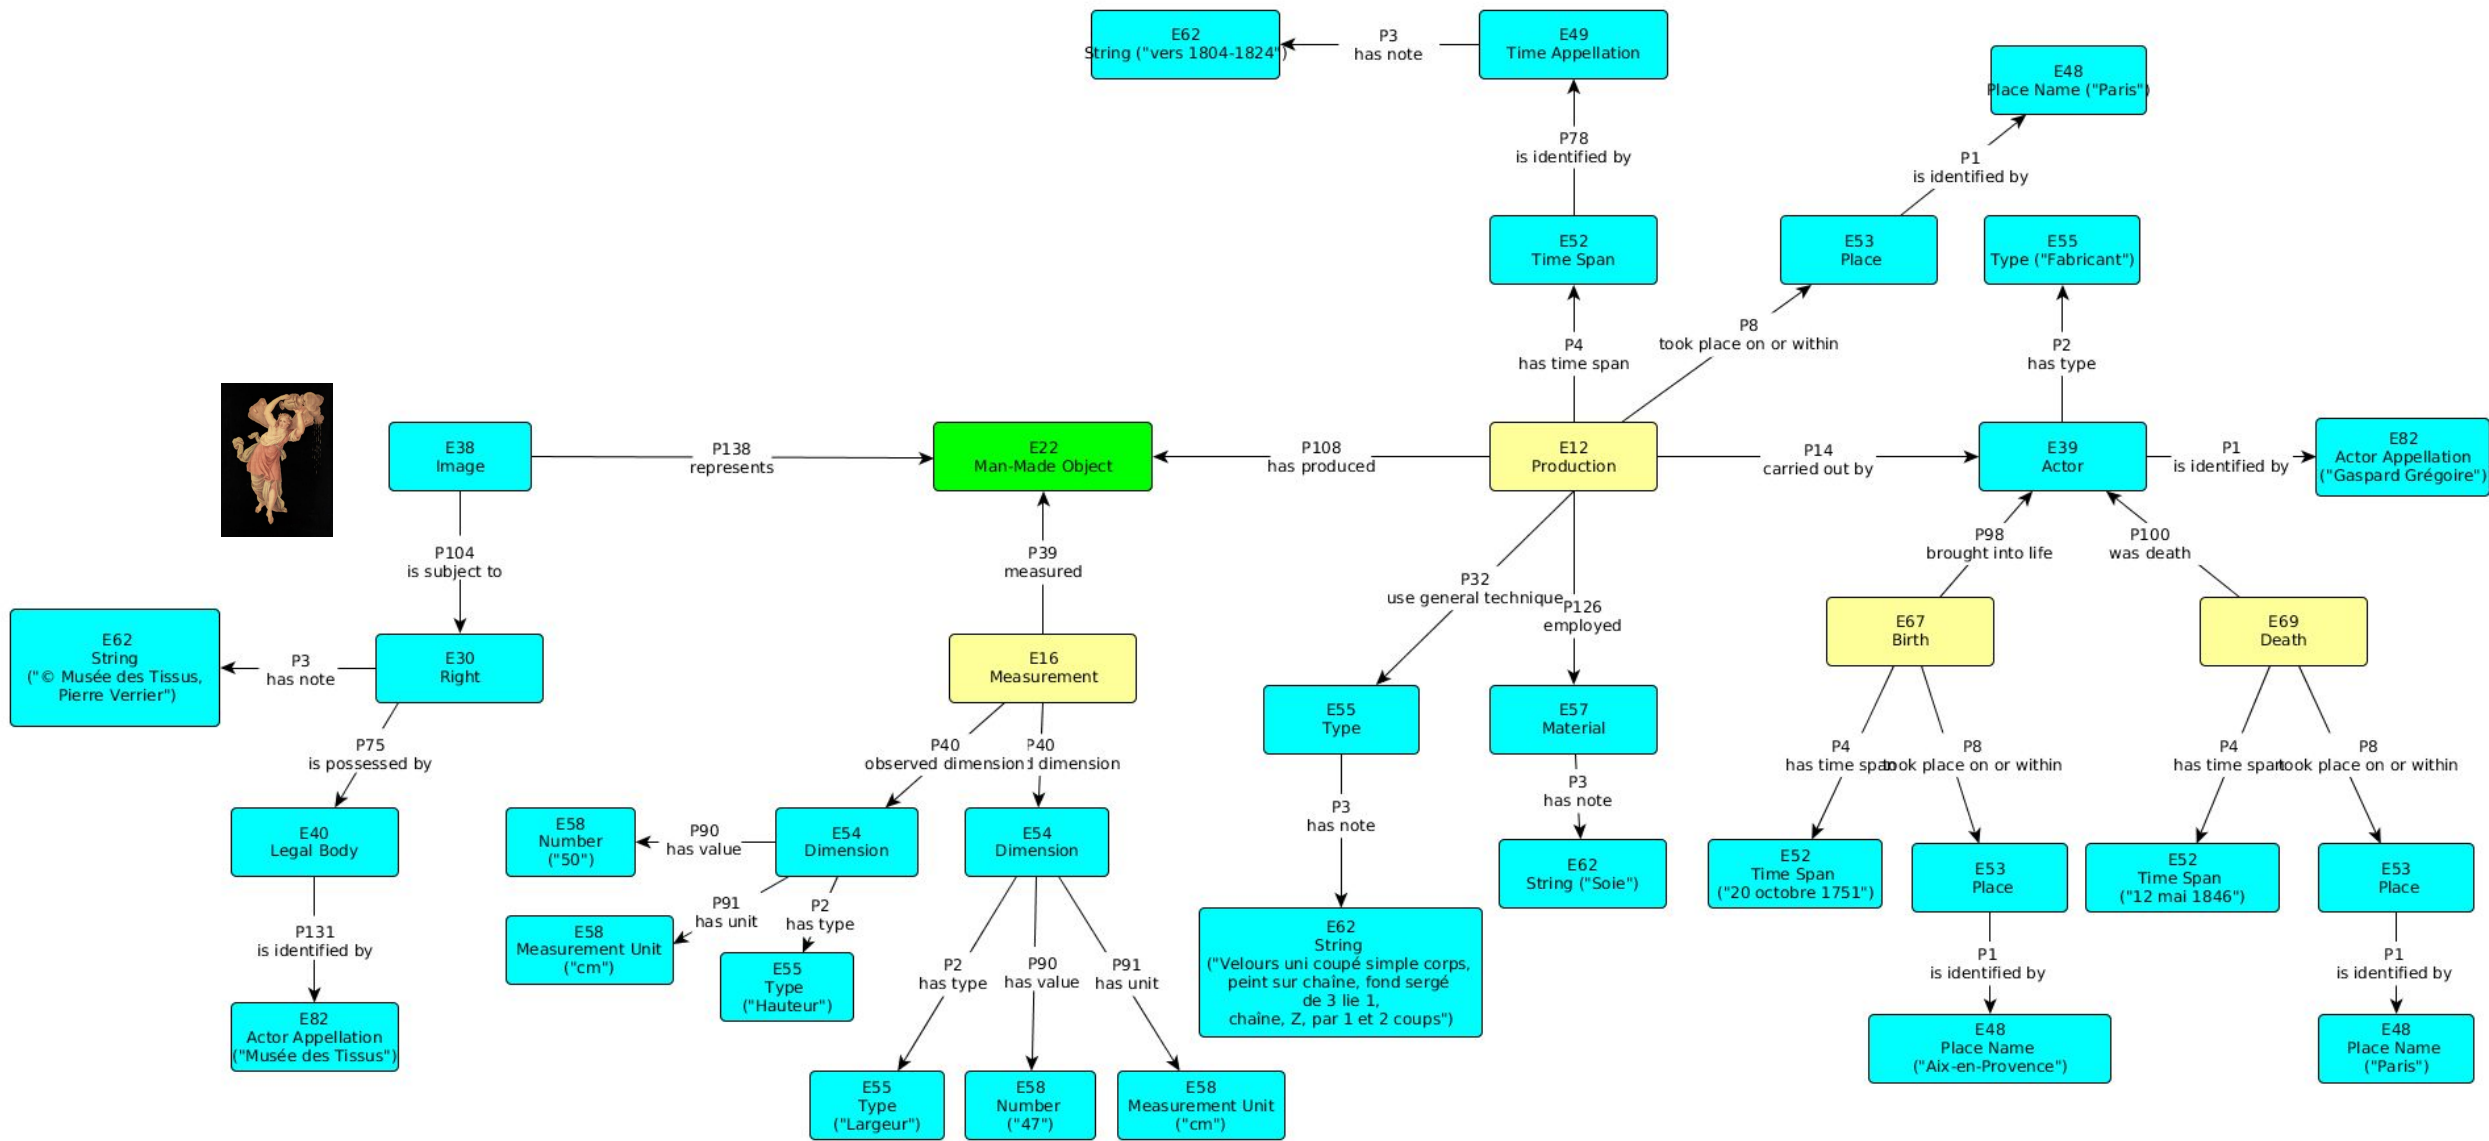 E62
String ("vers 1804-1824")
P3
has note
E49
Time Appellation
E48
Place Name ("Paris")
P78
is identified by
P1
is identified by
E52
Time Span
E53
Place
E55
Type ("Fabricant")
P4
has time span
P8
took place on or within
P2
has type
E38
Image
P138
represents
E22
Man-Made Object
P108
has produced
E12
Production
P14
carried out by
E39
Actor
P1
is identified by
E82
Actor Appellation
("Gaspard Grégoire")
P104
is subject to
P39
measured
P32
use general technique
P126
employed
P98
brought into life
P100
was death
E62
String
("© Musée des Tissus,
Pierre Verrier")
P3
has note
E30
Right
E16
Measurement
E67
Birth
E69
Death
E55
Type
E57
Material
P75
is possessed by
P40
observed dimension
P40
dimension
P4
has time span
P8
took place on or within
P4
has time span
P8
took place on or within
P3
has note
P3
has note
E40
Legal Body
E58
Number
("50")
P90
has value
E54
Dimension
E54
Dimension
E62
String ("Soie")
E52
Time Span
("20 octobre 1751")
E53
Place
E52
Time Span
("12 mai 1846")
E53
Place
P91
has unit
P2
has type
E58
Measurement Unit
("cm")
E55
Type
("Hauteur")
P131
is identified by
P2
has type
P90
has value
P91
has unit
E62
String
("Velours uni coupé simple corps,
peint sur chaîne, fond sergé
de 3 lie 1,
chaîne, Z, par 1 et 2 coups")
P1
is identified by
P1
is identified by
E82
Actor Appellation
("Musée des Tissus")
E48
Place Name
("Aix-en-Provence")
E48
Place Name
("Paris")
E55
Type
("Largeur")
E58
Number
("47")
E58
Measurement Unit
("cm")